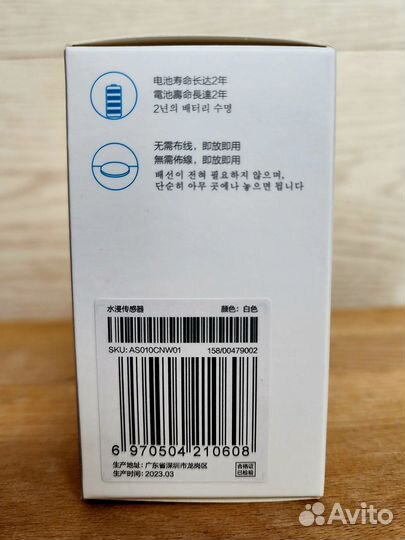 电池寿命长达2年
電池壽命長達2年
2년의 배터리 수명
无需布线，即放即用
無需佈線，即放即用
배선이 전혀 필요하지 않으며,
단순히 아무 곳에나 놓으면 됩니다
水浸传感器 颜色：白色
SKU: AS010CNW01 158/00479002
6 970504 210608
生产地址：广东省深圳市龙岗区
生产时间：2023.03
合格证
已检验
Avito